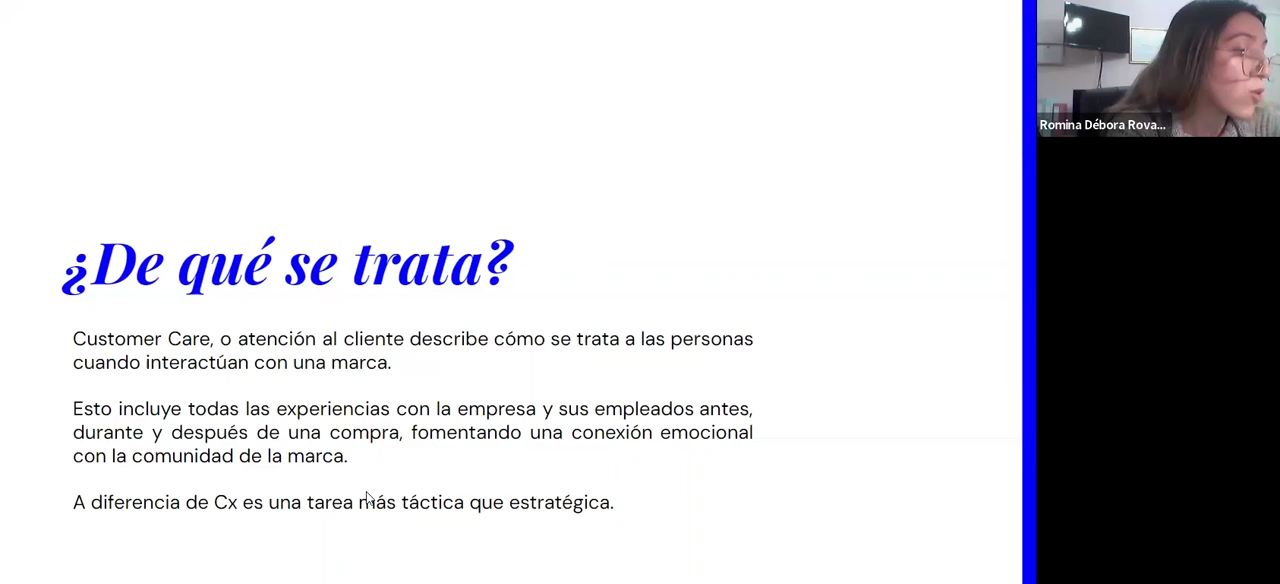 ¿De qué se trata?
Customer Care, o atención al cliente describe cómo se trata a las personas
cuando interactúan con una marca.
Esto incluye todas las experiencias con la empresa y sus empleados antes,
durante y después de una compra, fomentando una conexión emocional
con la comunidad de la marca.
A diferencia de Cx es una tarea más táctica que estratégica.
Romina Débora Rova...